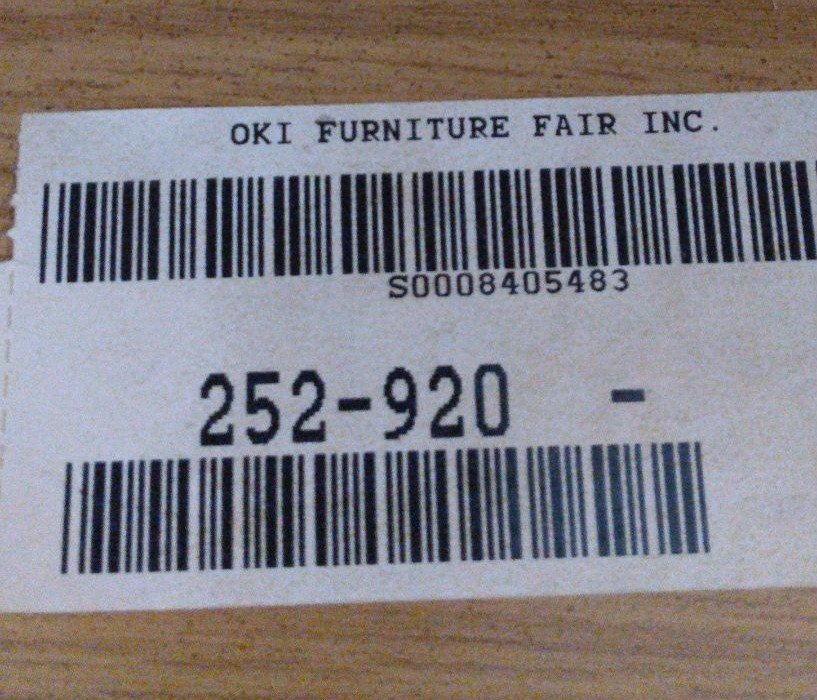 OKI FURNITURE FAIR INC.
S0008405483
252-920 -